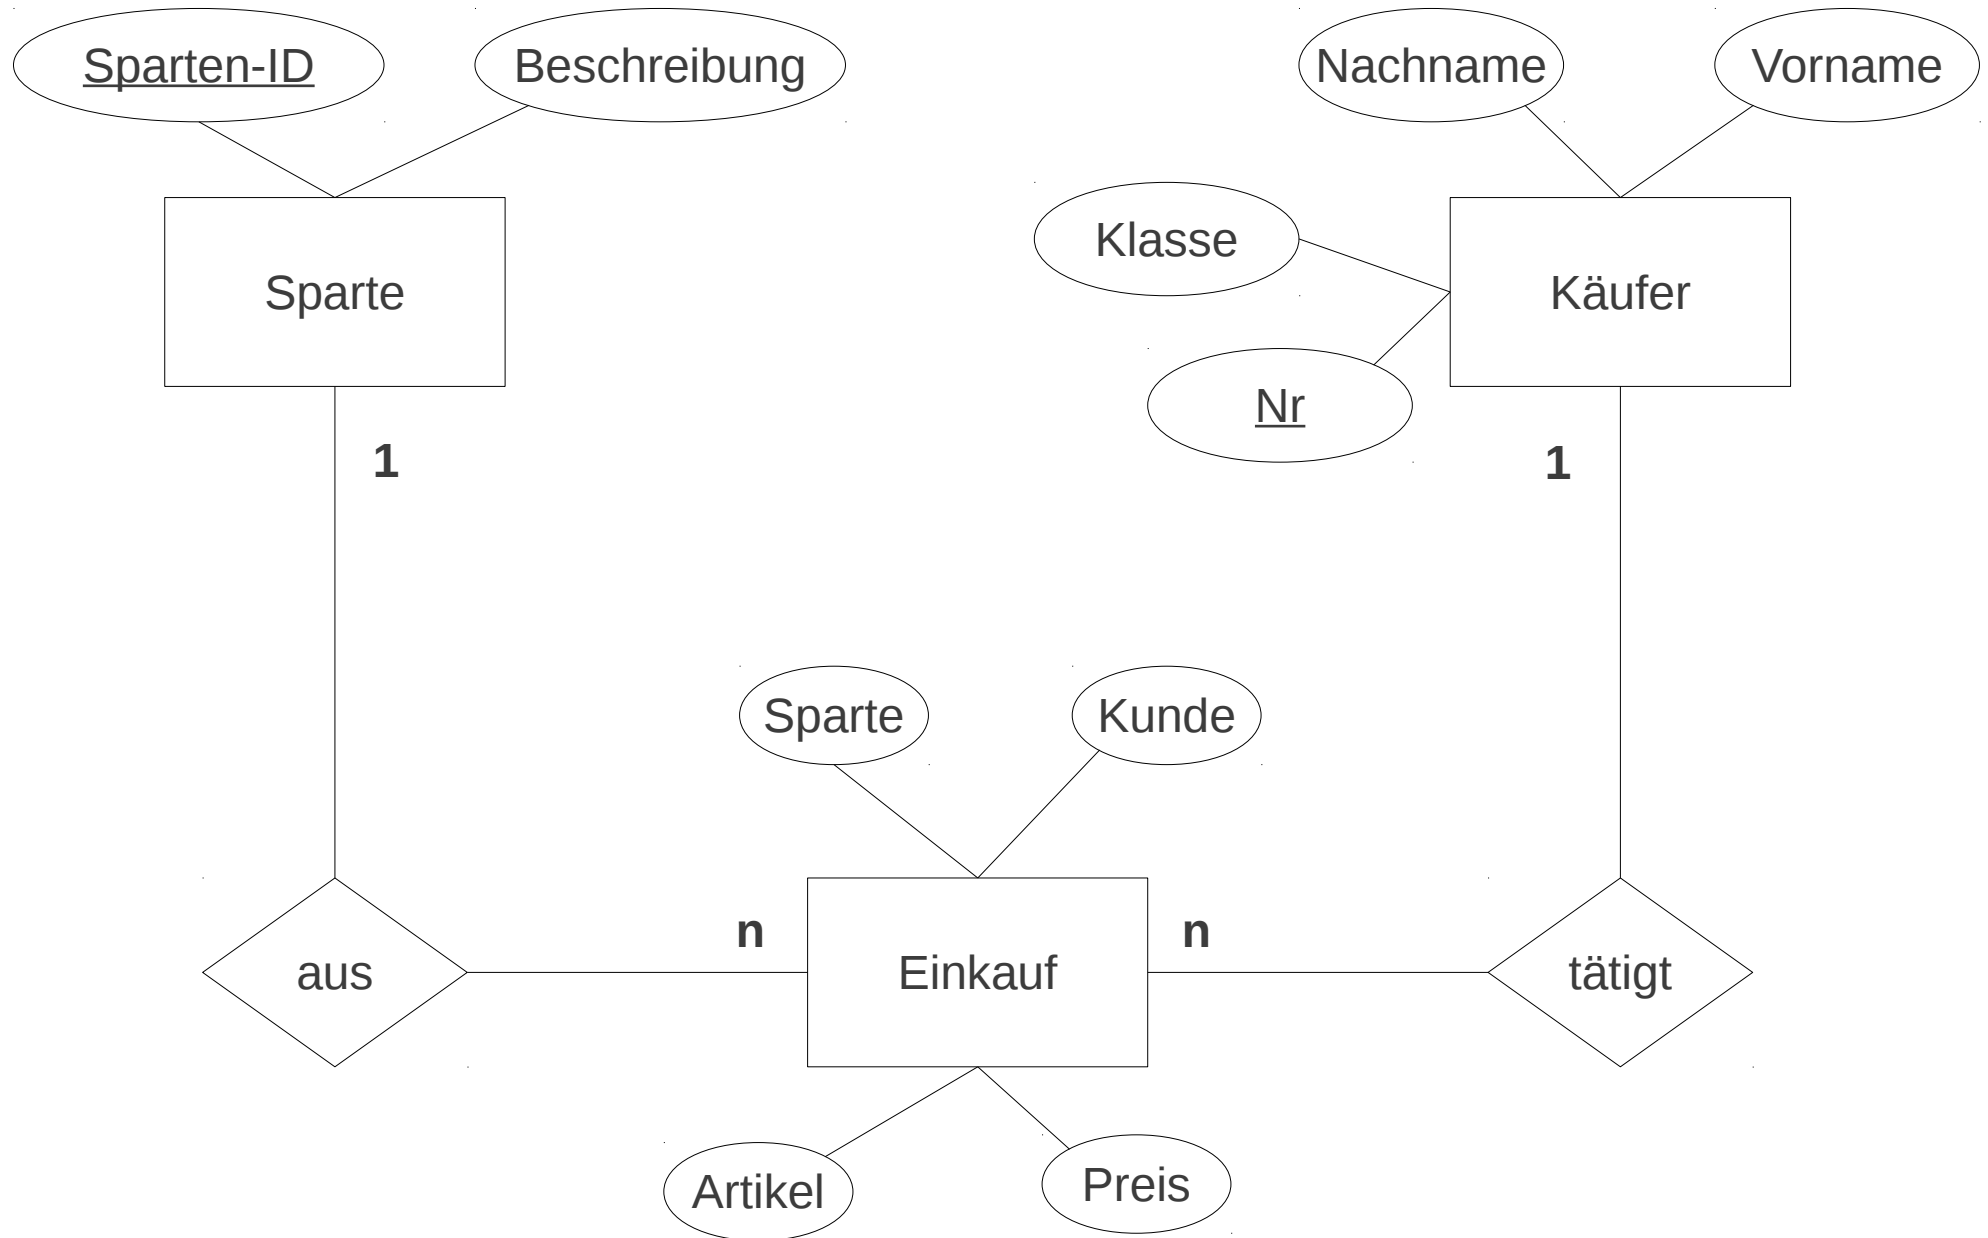 Sparten-ID
Beschreibung
Nachname
Vorname
Klasse
Sparte
Käufer
Nr
1
1
Sparte
Kunde
n
n
aus
Einkauf
tätigt
Artikel
Preis